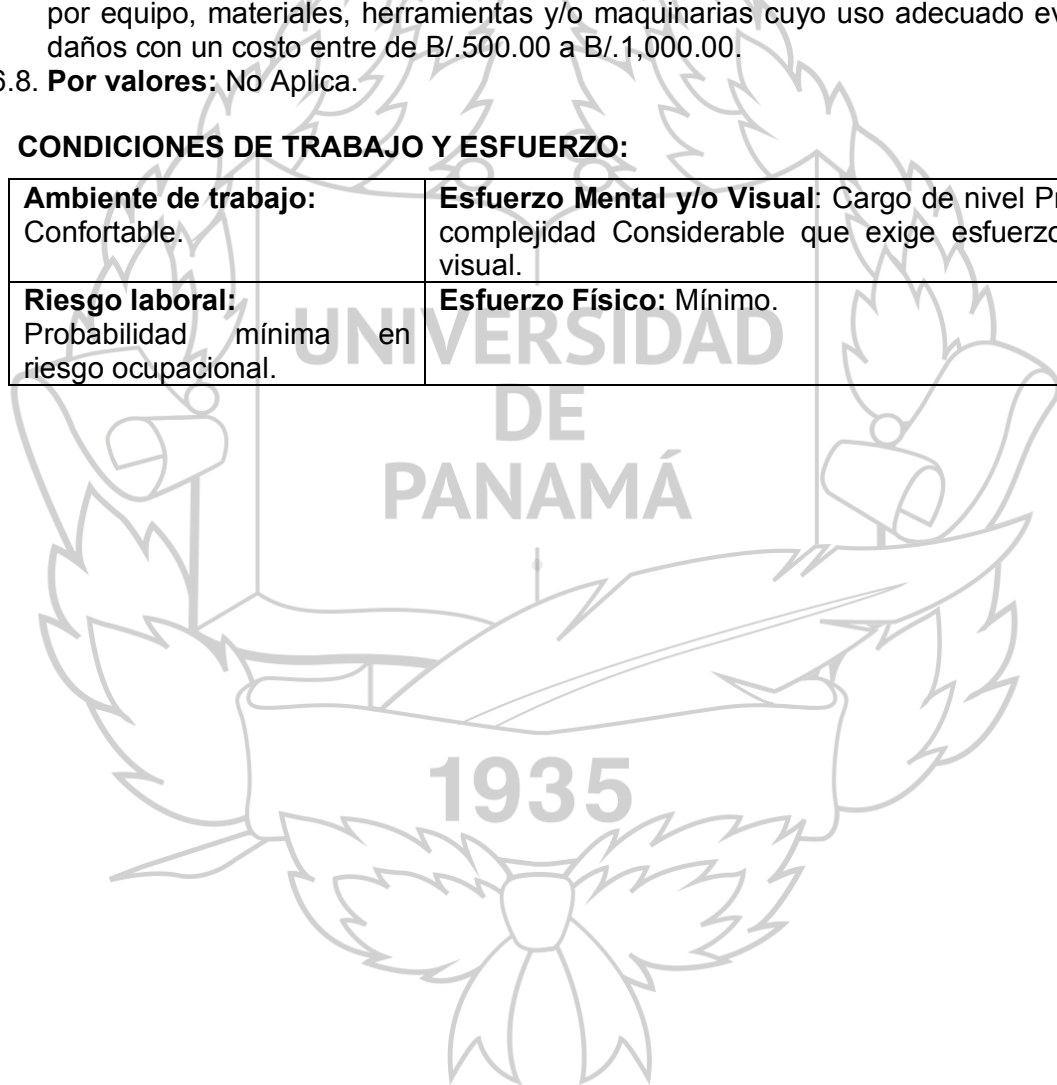 por equipo, materiales, herramientas y/o maquinarias cuyo uso adecuado ev
daños con un costo entre de B/.500.00 a B/.1,000.00.
6.8. Por valores: No Aplica.
CONDICIONES DE TRABAJO Y ESFUERZO:
Ambiente de trabajo:
Confortable.
Esfuerzo Mental y/o Visual: Cargo de nivel Pr
complejidad Considerable que exige esfuerzo
visual.
Riesgo laboral:
Probabilidad mínima en
riesgo ocupacional.
Esfuerzo Físico: Mínimo.
UNIVERSIDAD
DE
PANAMÁ
1935